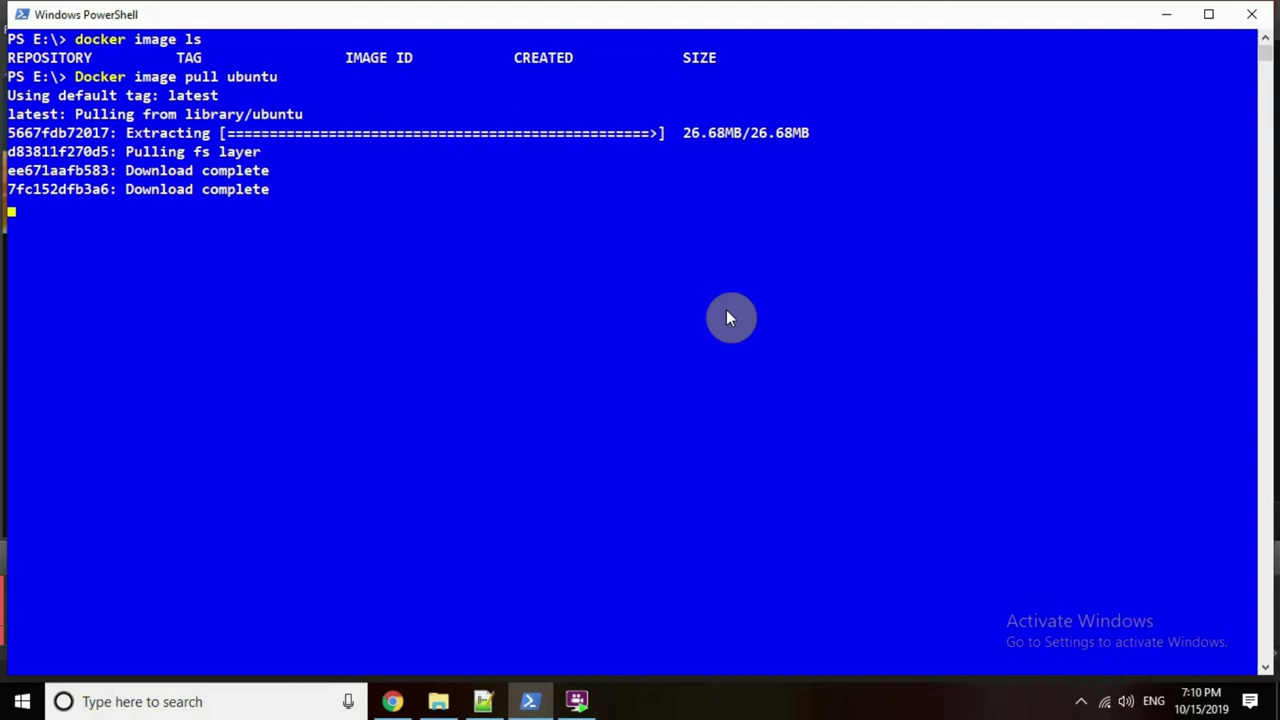 Windows PowerShell
PS E:\> docker image ls
REPOSITORY TAG IMAGE ID CREATED SIZE
PS E:\> Docker image pull ubuntu
Using default tag: latest
latest: Pulling from library/ubuntu
5667fdb72017: Extracting [==================================================>] 26.68MB/26.68MB
d83811f270d5: Pulling fs layer
ee671aafb583: Download complete
7fc152dfb3a6: Download complete
Activate Windows
Go to Settings to activate Windows.
Type here to search
ENG
7:10 PM
10/15/2019